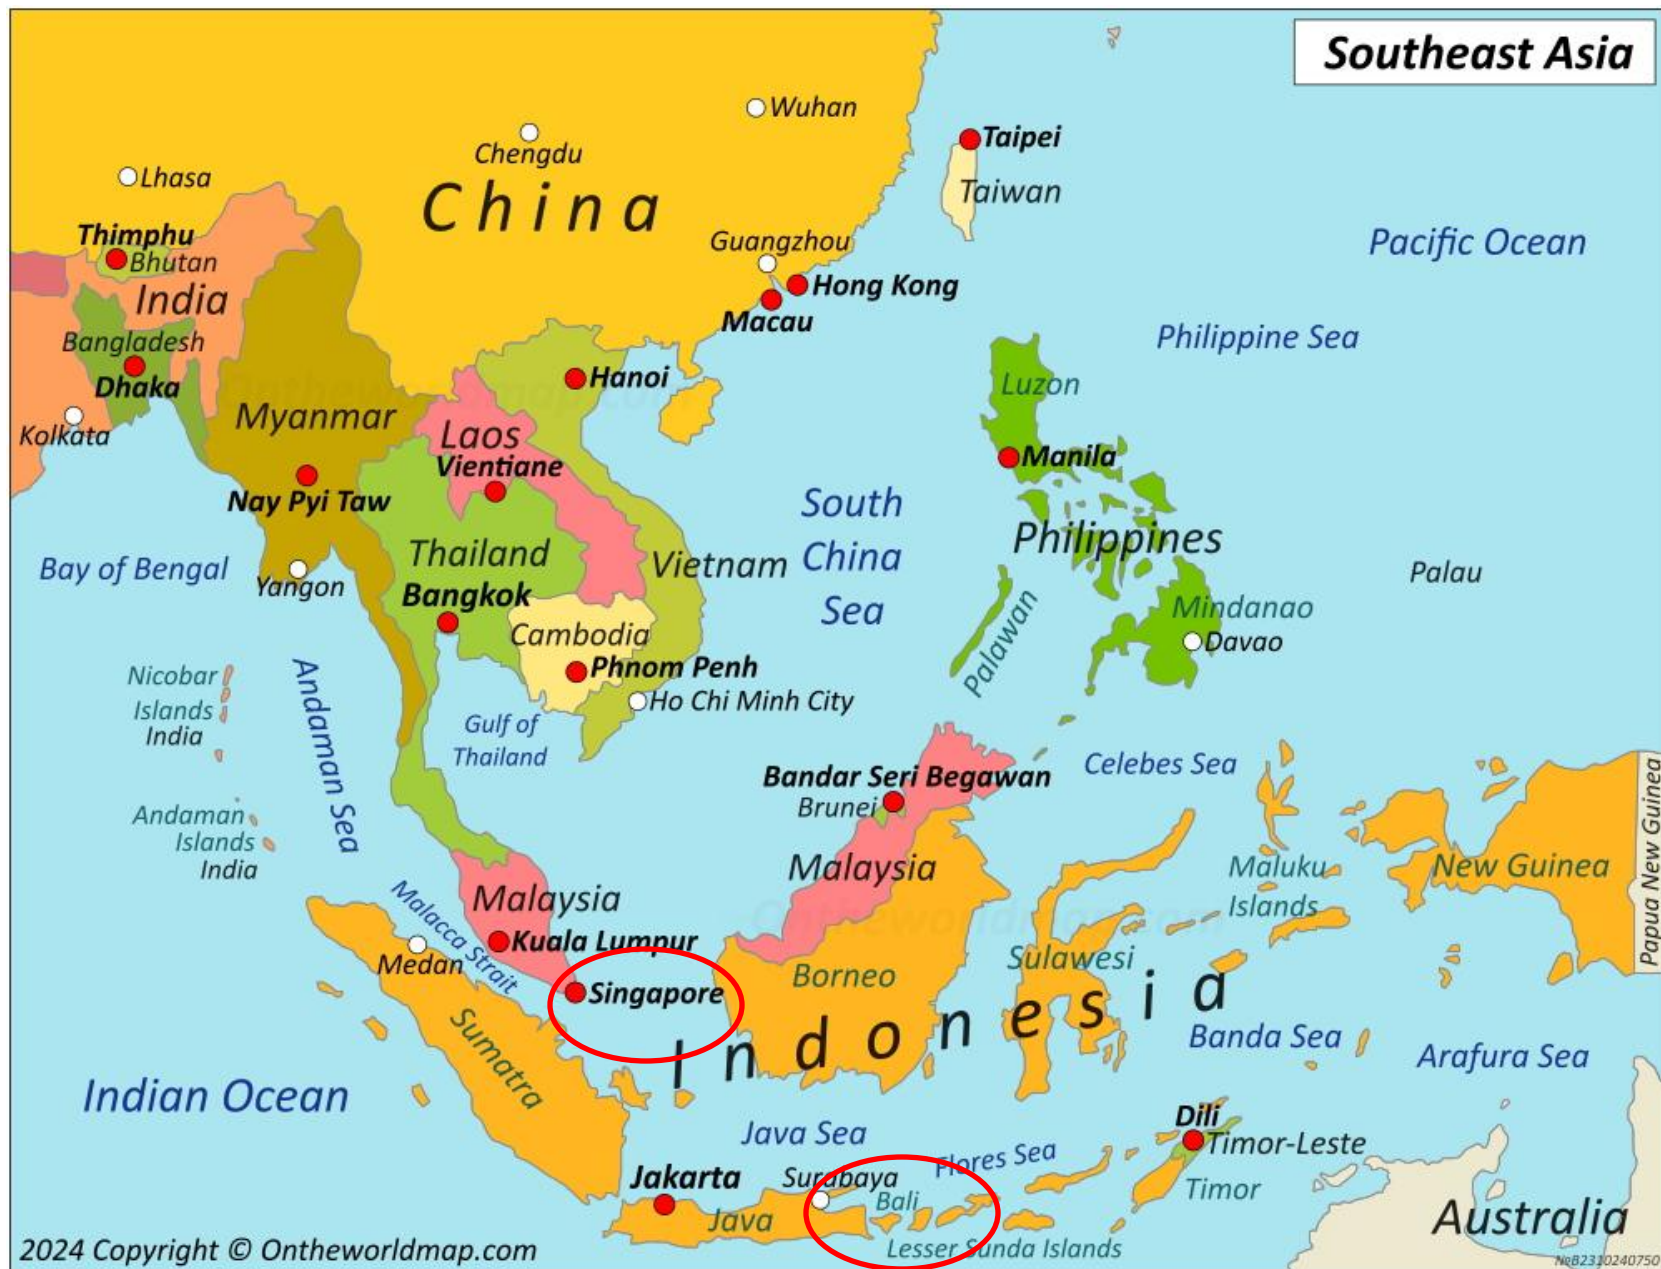 Southeast Asia
Wuhan
Chengdu
Taipei
Lhasa
Taiwan
China
Thimphu
Bhutan
Guangzhou
Pacific Ocean
India
Hong Kong
Macau
Philippine Sea
Bangladesh
Dhaka
Hanoi
Luzon
Ontheworldmap.com
Myanmar
Kolkata
Laos
Vientiane
Manila
Nay Pyi Taw
South
China
Sea
Philippines
Thailand
Vietnam
Bay of Bengal
Yangon
Palau
Bangkok
Mindanao
Cambodia
Davao
Palawan
Phnom Penh
Nicobar
Islands
India
Ho Chi Minh City
Andaman Sea
Gulf of
Thailand
Bandar Seri Begawan
Brunei
Celebes Sea
Andaman
Islands
India
Papua New Guinea
Malaysia
Maluku
Islands
New Guinea
Malaysia
Malacca Strait
Ontheworldmap.com
Kuala Lumpur
Medan
Sulawesi
Borneo
Singapore
Indonesia
Sumatra
Banda Sea
Arafura Sea
Indian Ocean
Java Sea
Dili
Timor-Leste
Flores Sea
Jakarta
Surabaya
Bali
Timor
Java
Australia
Lesser Sunda Islands
2024 Copyright © Ontheworldmap.com
№B2310240750